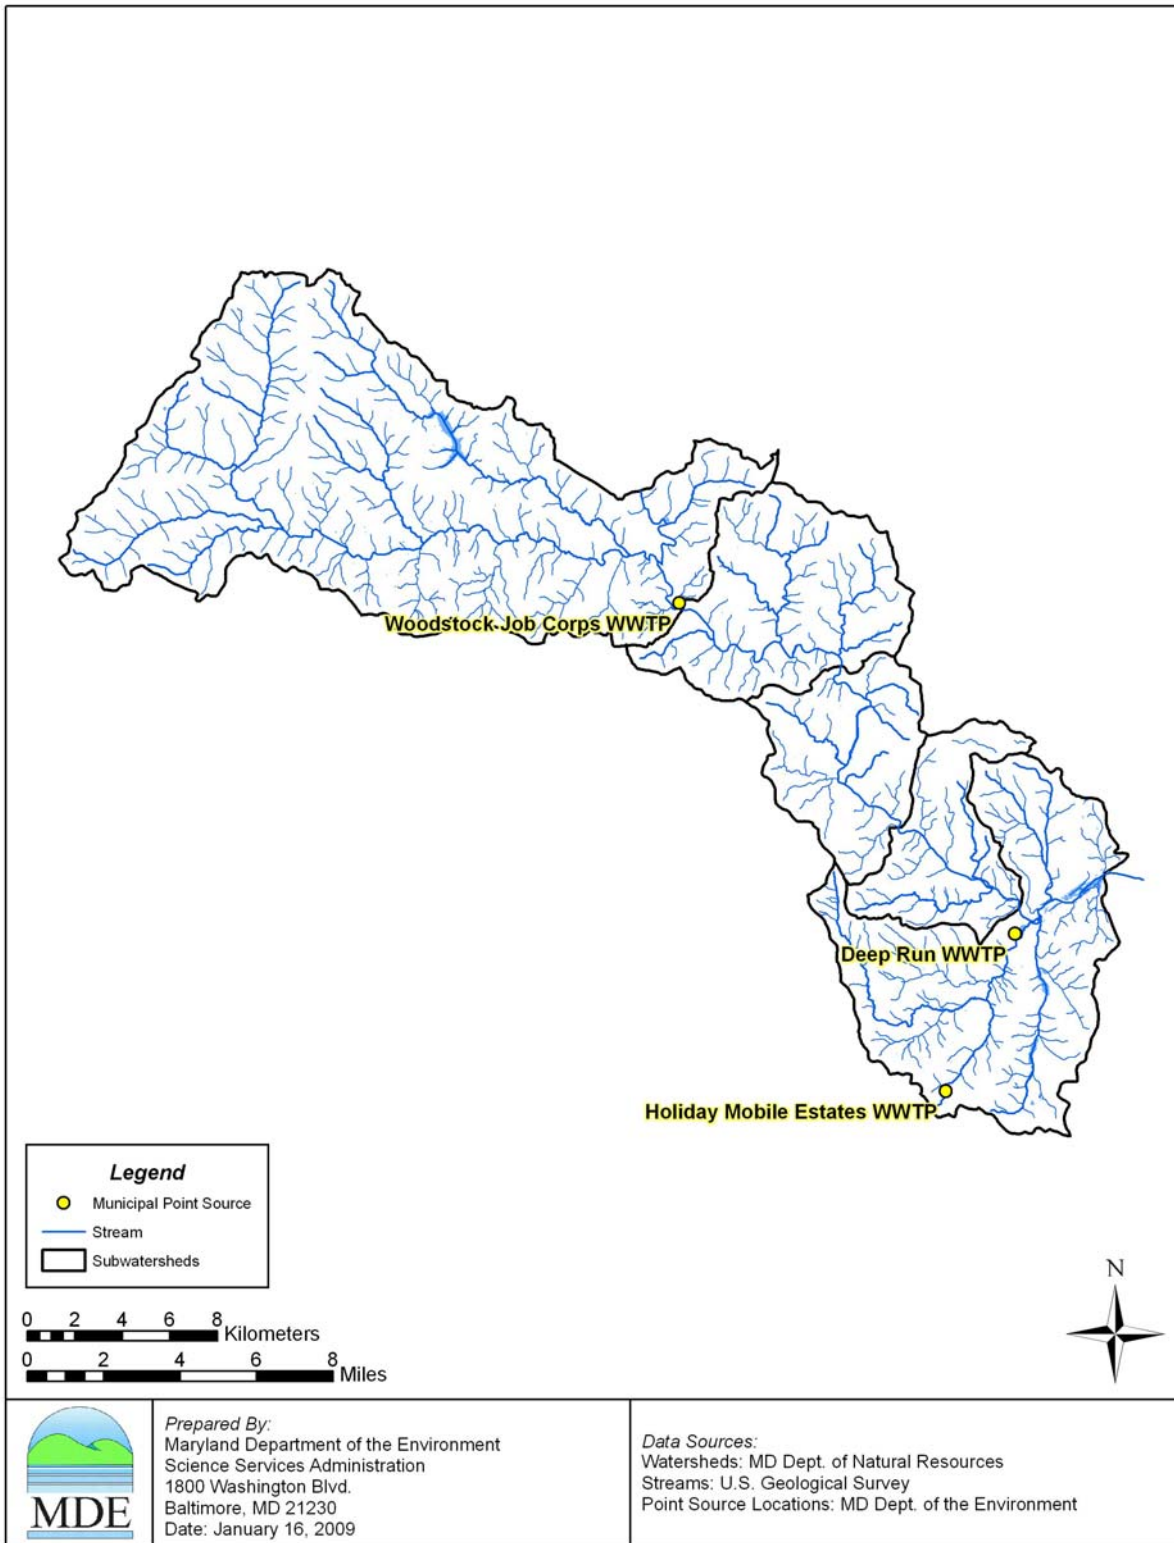 Woodstock Job Corps WWTP
Deep Run WWTP
Holiday Mobile Estates WWTP
Legend
Municipal Point Source
Stream
Subwatersheds
N
0 2 4 6 8
Kilometers
0 2 4 6 8
Miles
MDE
Prepared By:
Maryland Department of the Environment
Science Services Administration
1800 Washington Blvd.
Baltimore, MD 21230
Date: January 16, 2009
Data Sources:
Watersheds: MD Dept. of Natural Resources
Streams: U.S. Geological Survey
Point Source Locations: MD Dept. of the Environment